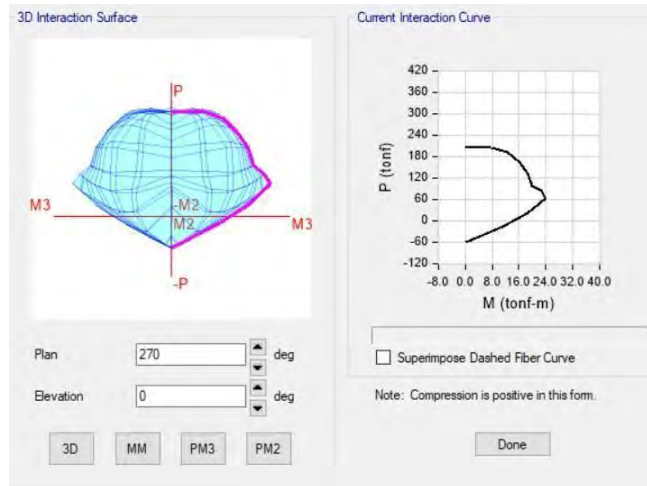 3D Interaction Surface
P
M3
-M2
M2
M3
-P
Plan
270
deg
Elevation
0
deg
3D MM PM3 PM2
Current Interaction Curve
420
360
300
240
180
120
60
0
-60
-120
P (tonf)
-8.0 0.0 8.0 16.0 24.0 32.0 40.0
M (tonf-m)
Superimpose Dashed Fiber Curve
Note: Compression is positive in this form.
Done